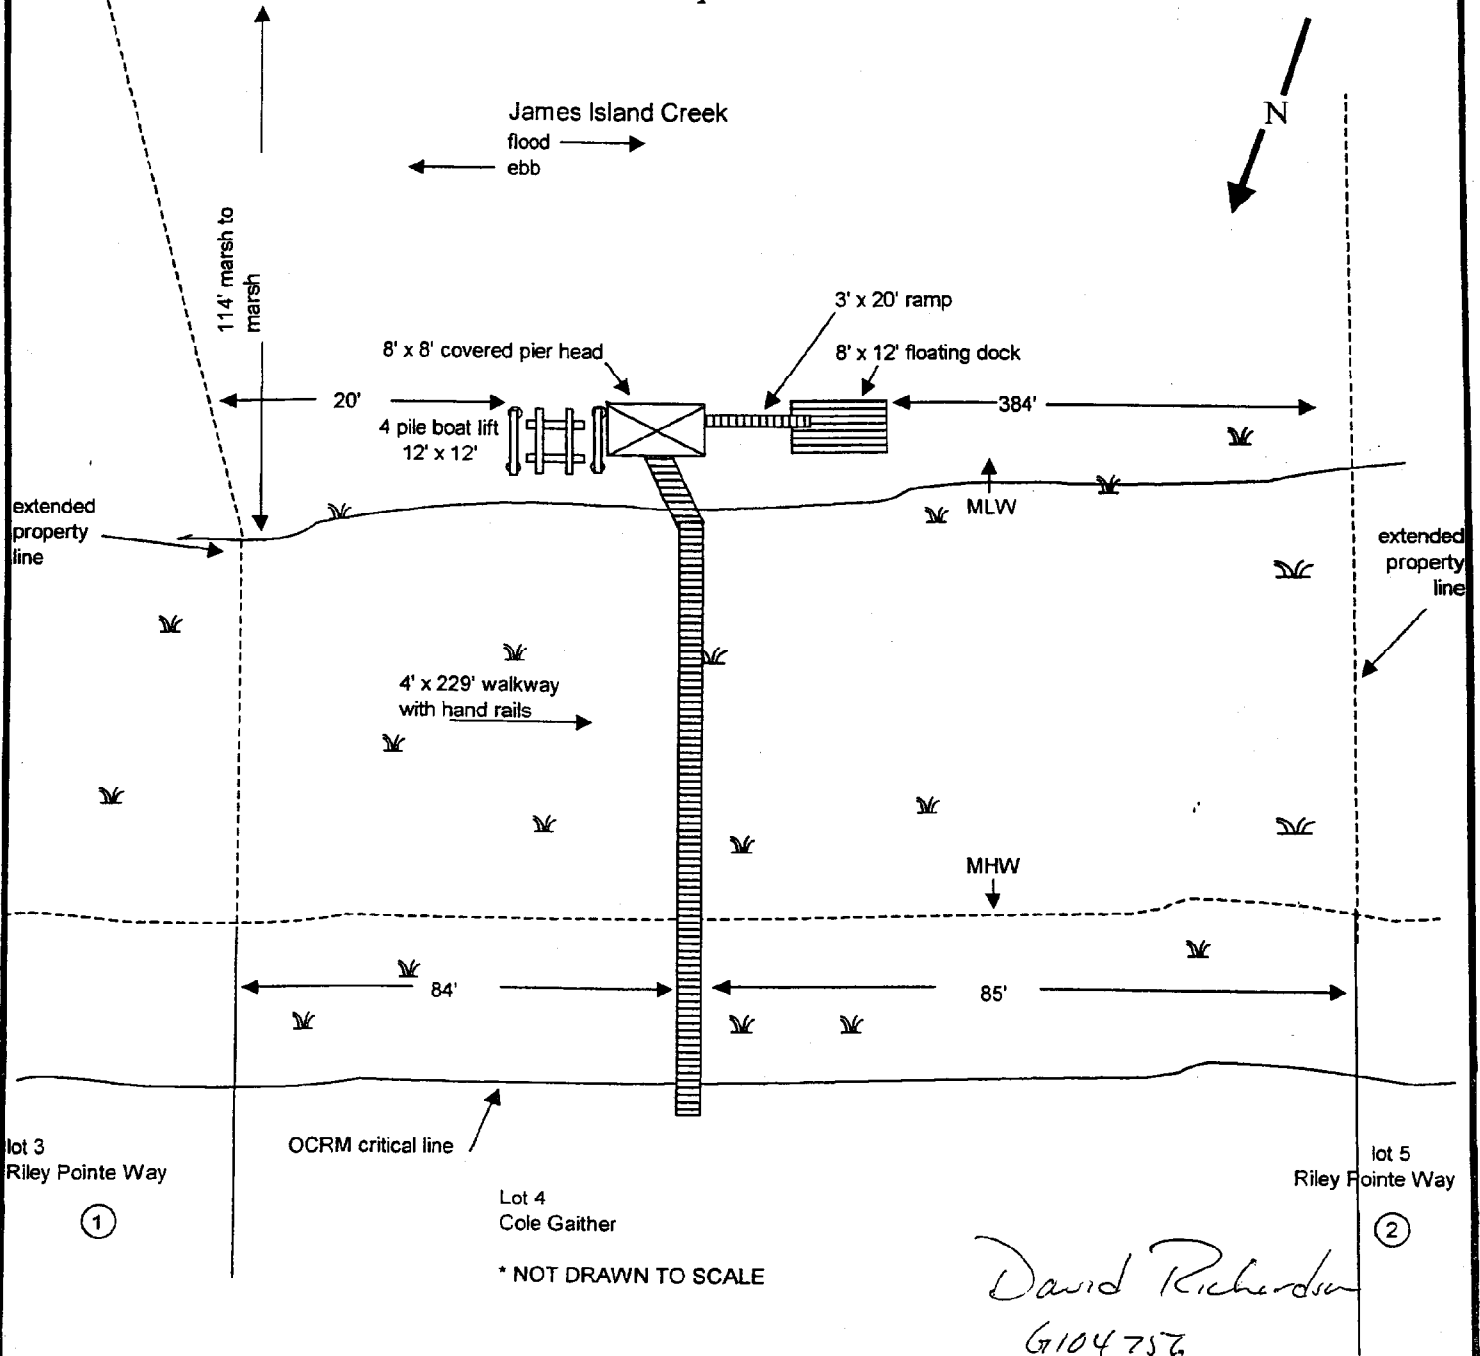 James Island Creek
flood
ebb
N
114' marsh to
marsh
3' x 20' ramp
8' x 8' covered pier head
8' x 12' floating dock
20'
384'
4 pile boat lift
12' x 12'
MLW
extended
property
line
extended
property
line
4' x 229' walkway
with hand rails
MHW
84'
85'
OCRM critical line
lot 3
Riley Pointe Way
1
Lot 4
Cole Gaither
* NOT DRAWN TO SCALE
lot 5
Riley Pointe Way
2
David Richardson
G104756